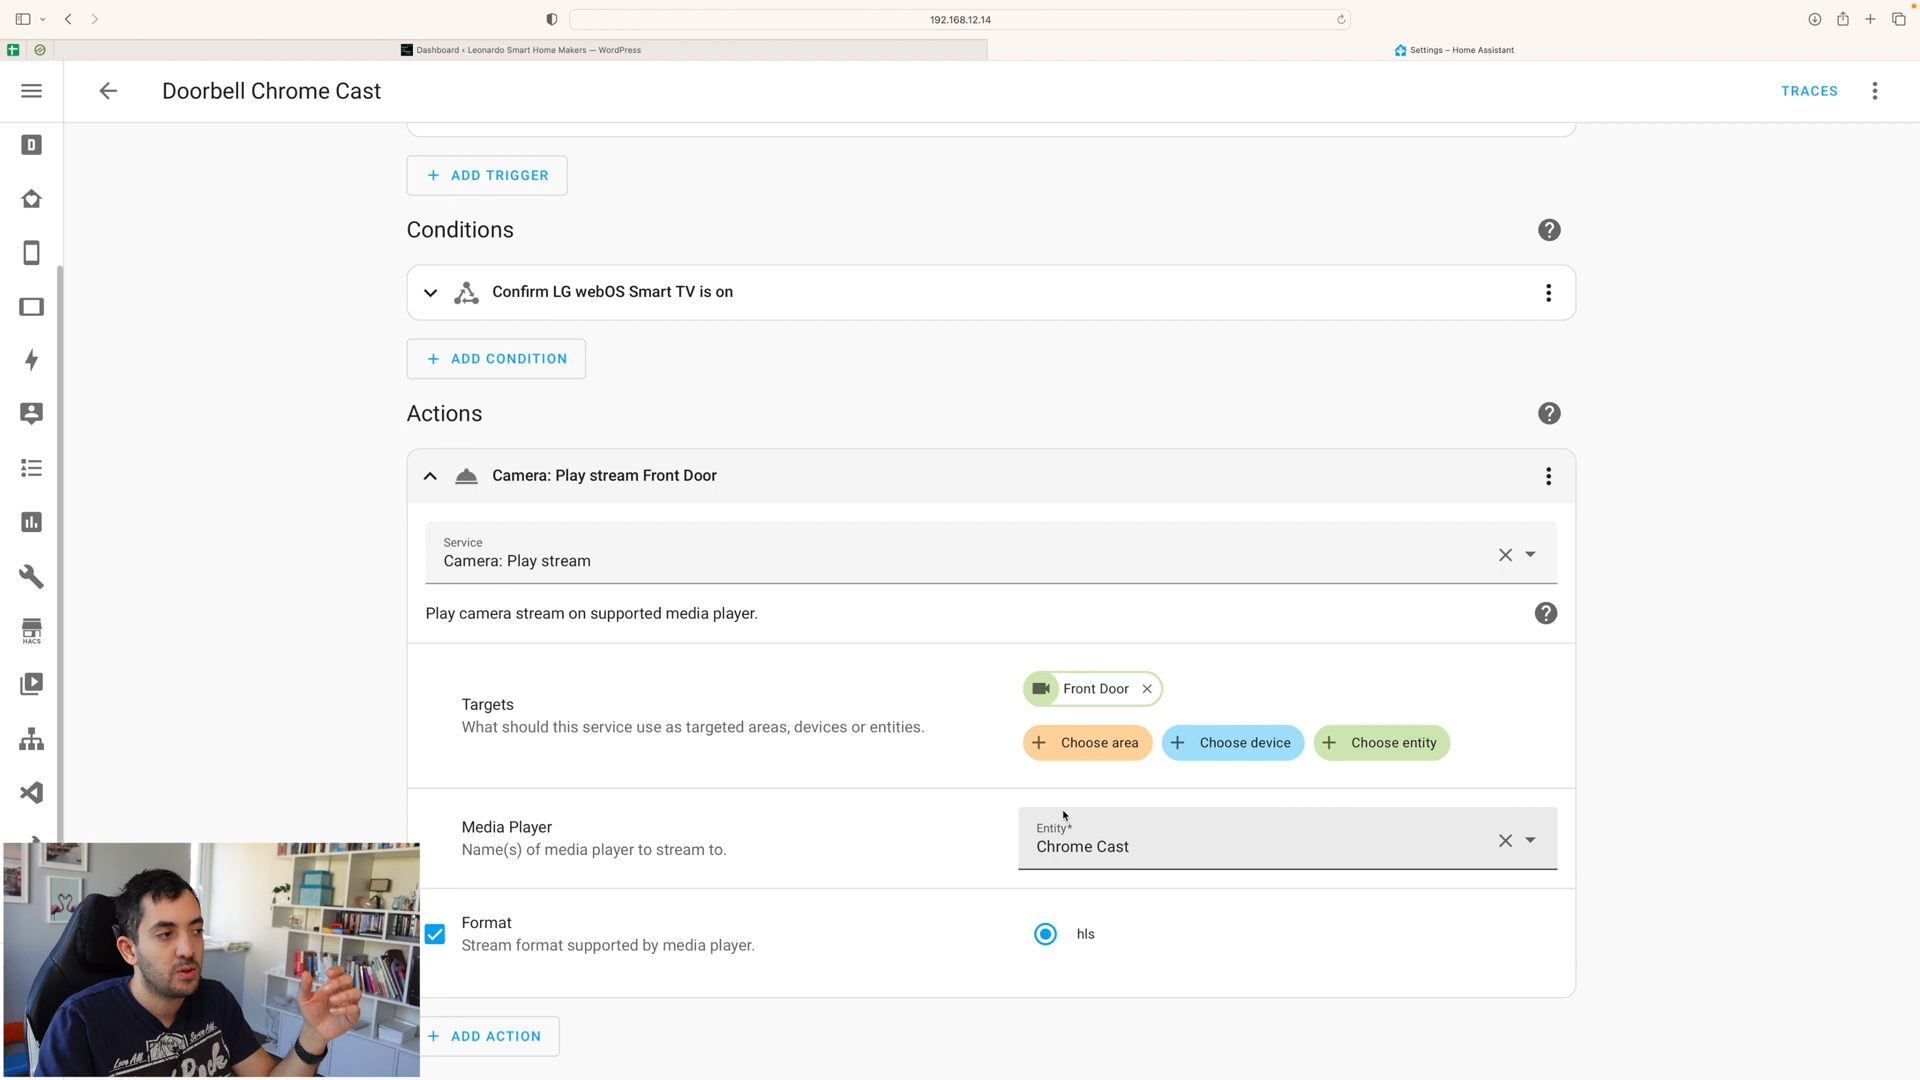 192.168.12.14
Dashboard ‹ Leonardo Smart Home Makers — WordPress
Settings – Home Assistant
Doorbell Chrome Cast
TRACES
D
+ ADD TRIGGER
Conditions
Confirm LG webOS Smart TV is on
+ ADD CONDITION
Actions
Camera: Play stream Front Door
Service
Camera: Play stream
Play camera stream on supported media player.
HACS
Front Door
Targets
What should this service use as targeted areas, devices or entities.
+ Choose area
+ Choose device
+ Choose entity
Media Player
Name(s) of media player to stream to.
Entity*
Chrome Cast
Format
Stream format supported by media player.
hls
+ ADD ACTION